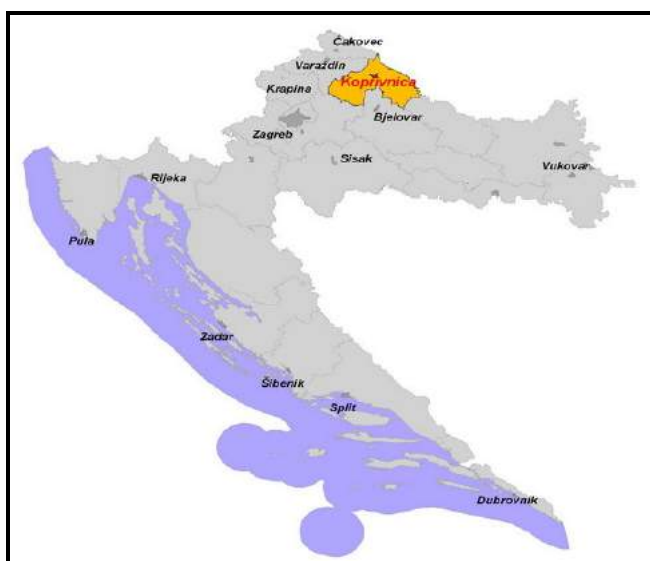 Čakovec
Varaždin
Koprivnica
Krapina
Bjelovar
Zagreb
Sisak
Vukovar
Rijeka
Pula
Zadar
Šibenik
Split
Dubrovnik